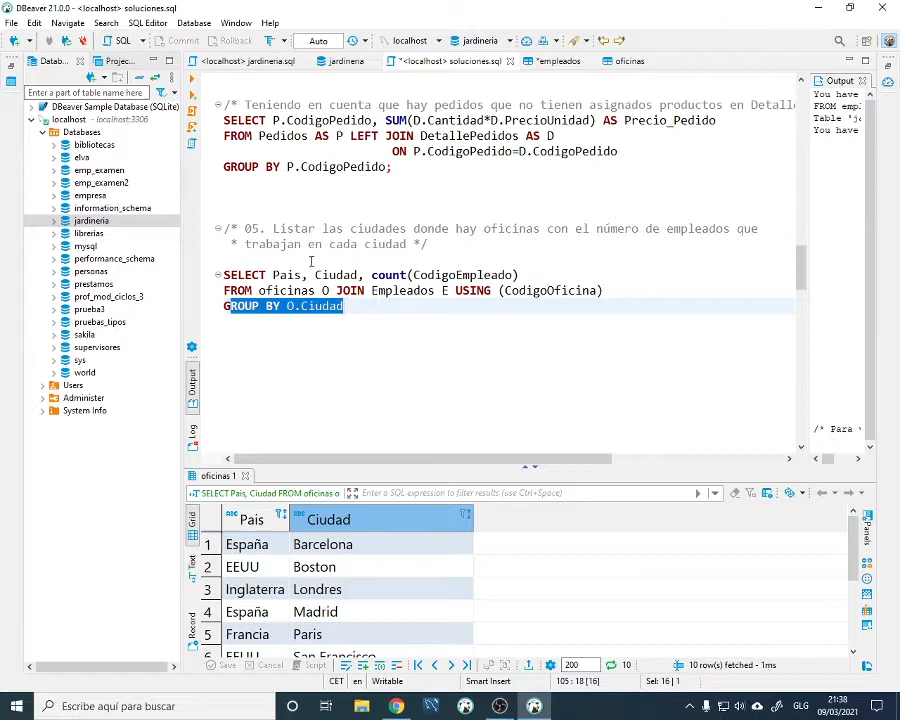 DBeaver 21.0.0 - <localhost> soluciones.sql
File Edit Navigate Search SQL Editor Database Window Help
SQL Commit Rollback Auto localhost jardineria
Datab... Projec... <localhost> jardineria.sql jardineria *<localhost> soluciones.sql empleados oficinas
Enter a part of table name here
DBeaver Sample Database (SQLite)
localhost - localhost:3306
Databases
bibliotecas
elva
emp_examen
emp_examen2
empresa
information_schema
jardineria
librerias
mysql
performance_schema
personas
prestamos
prof_mod_ciclos_3
prueba3
pruebas_tipos
sakila
supervisores
sys
world
Users
Administer
System Info
/* Teniendo en cuenta que hay pedidos que no tienen asignados productos en Detalle
SELECT P.CodigoPedido, SUM(D.Cantidad*D.PrecioUnidad) AS Precio_Pedido
FROM Pedidos AS P LEFT JOIN DetallePedidos AS D
ON P.CodigoPedido=D.CodigoPedido
GROUP BY P.CodigoPedido;
/* 05. Listar las ciudades donde hay oficinas con el número de empleados que
* trabajan en cada ciudad */
SELECT Pais, Ciudad, count(CodigoEmpleado)
FROM oficinas O JOIN Empleados E USING (CodigoOficina)
GROUP BY O.Ciudad
Output
Log
Output
You have
FROM emp
Table 'ja
You have
/* Para
oficinas 1
SELECT Pais, Ciudad FROM oficinas o
Enter a SQL expression to filter results (use Ctrl+Space)
Grid
Text
Record
Panels
Pais Ciudad
1 España Barcelona
2 EEUU Boston
3 Inglaterra Londres
4 España Madrid
5 Francia Paris
EEUU San Francisco
Save Cancel Script 200 10 10 row(s) fetched - 1ms
CET en Writable Smart Insert 105 : 18 [16] Sel: 16 | 1
Escribe aquí para buscar
GLG
21:38
09/03/2021